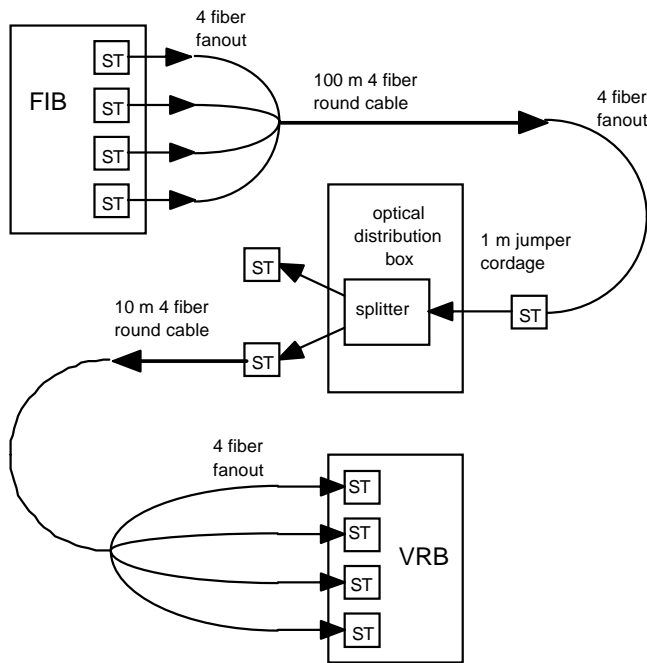 4 fiber
fanout
ST
FIB
ST
ST
ST
100 m 4 fiber
round cable
4 fiber
fanout
optical
distribution
box
1 m jumper
cordage
ST
splitter
ST
10 m 4 fiber
round cable
ST
4 fiber
fanout
ST
ST
VRB
ST
ST